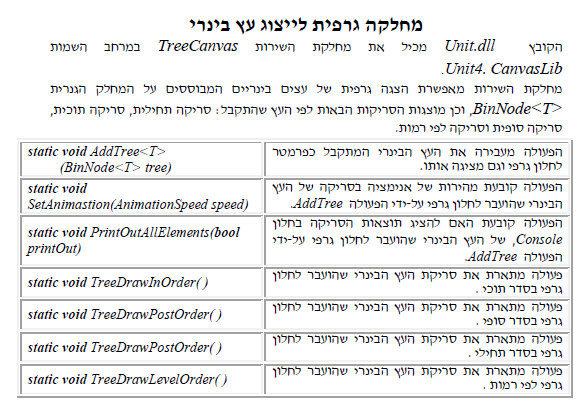 מחלקה גרפית לייצוג עץ בינרי
הקובץ Unit.dll מכיל את מחלקת השירות TreeCanvas במרחב השמות
Unit4. CanvasLib.
מחלקת השירות מאפשרת הצגה גרפית של עצים בינריים המבוססים על המחלק הגנרית
BinNode<T>, וכן מוצגות הסריקות הבאות לפי העץ שהתקבל: סריקה תחילית, סריקה תוכית,
סריקה סופית וסריקה לפי רמות.
הפעולה מעבירה את העץ הבינרי המתקבל כפרמטר
לחלון גרפי וגם מציגה אותו.
static void AddTree<T>
(BinNode<T> tree)
הפעולה קובעת מהירות של אנימציה בסריקה של העץ
הבינרי שהועבר לחלון גרפי על-ידי הפעולה AddTree.
static void
SetAnimastion(AnimationSpeed speed)
הפעולה קובעת האם להציג תוצאות הסריקה בחלון
Console, של העץ הבינרי שהועבר לחלון גרפי על-ידי
הפעולה AddTree.
static void PrintOutAllElements(bool
printOut)
פעולה מתארת את סריקת העץ הבינרי שהועבר לחלון
גרפי בסדר תוכי .
static void TreeDrawInOrder( )
פעולה מתארת את סריקת העץ הבינרי שהועבר לחלון
גרפי בסדר סופי .
static void TreeDrawPostOrder( )
פעולה מתארת את סריקת העץ הבינרי שהועבר לחלון
גרפי בסדר תחילי .
static void TreeDrawPostOrder( )
פעולה מתארת את סריקת העץ הבינרי שהועבר לחלון
גרפי לפי רמות .
static void TreeDrawLevelOrder( )